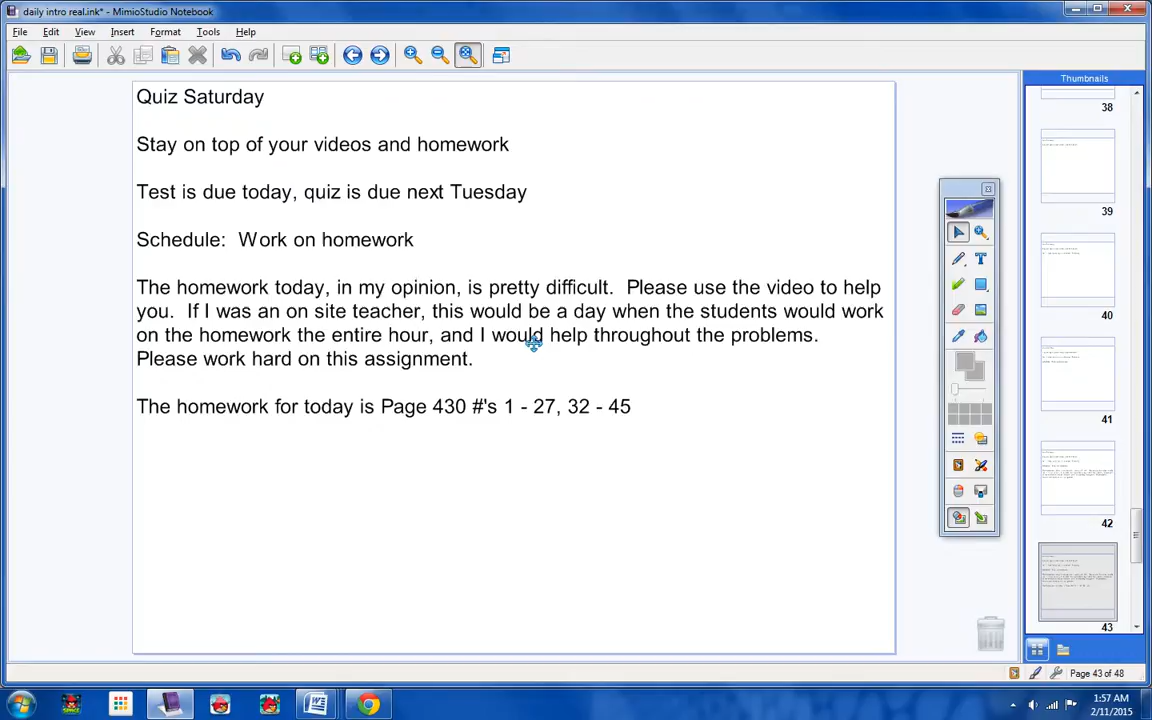 daily intro real.ink* - MimioStudio Notebook
File Edit View Insert Format Tools Help
Thumbnails
Quiz Saturday
Stay on top of your videos and homework
Test is due today, quiz is due next Tuesday
Schedule:  Work on homework
The homework today, in my opinion, is pretty difficult.  Please use the video to help
you.  If I was an on site teacher, this would be a day when the students would work
on the homework the entire hour, and I would help throughout the problems.
Please work hard on this assignment.
The homework for today is Page 430 #'s 1 - 27, 32 - 45
38
39
40
41
42
43
Page 43 of 48
1:57 AM
2/11/2015